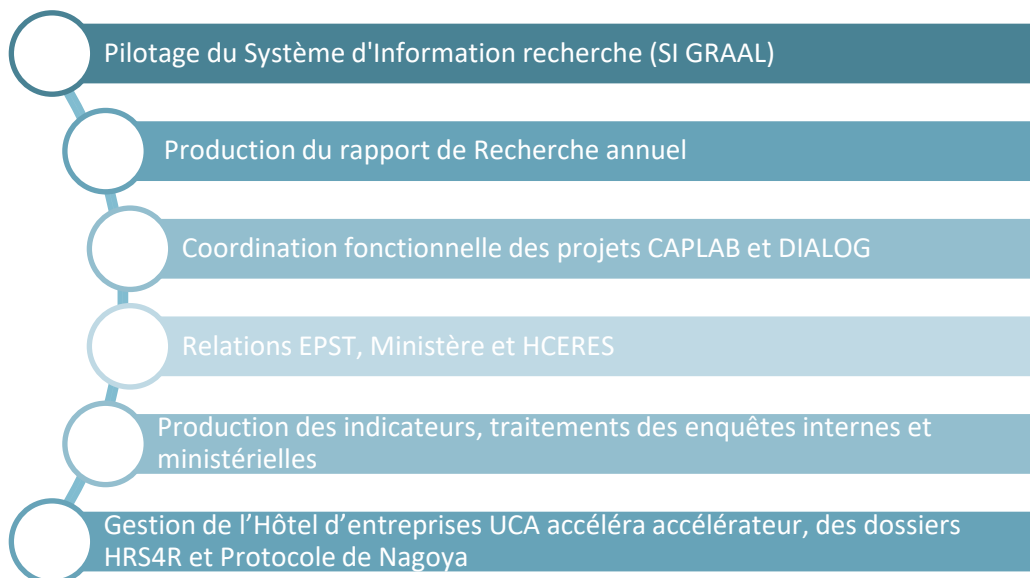 Pilotage du Système d'Information recherche (SI GRAAL)
Production du rapport de Recherche annuel
Coordination fonctionnelle des projets CAPLAB et DIALOG
Relations EPST, Ministère et HCERES
Production des indicateurs, traitements des enquêtes internes et
ministérielles
Gestion de l’Hôtel d’entreprises UCA accéléra accélérateur, des dossiers
HRS4R et Protocole de Nagoya